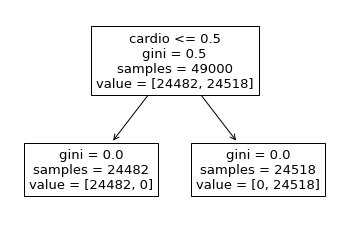 cardio <= 0.5
gini = 0.5
samples = 49000
value = [24482, 24518]
gini = 0.0
samples = 24482
value = [24482, 0]
gini = 0.0
samples = 24518
value = [0, 24518]